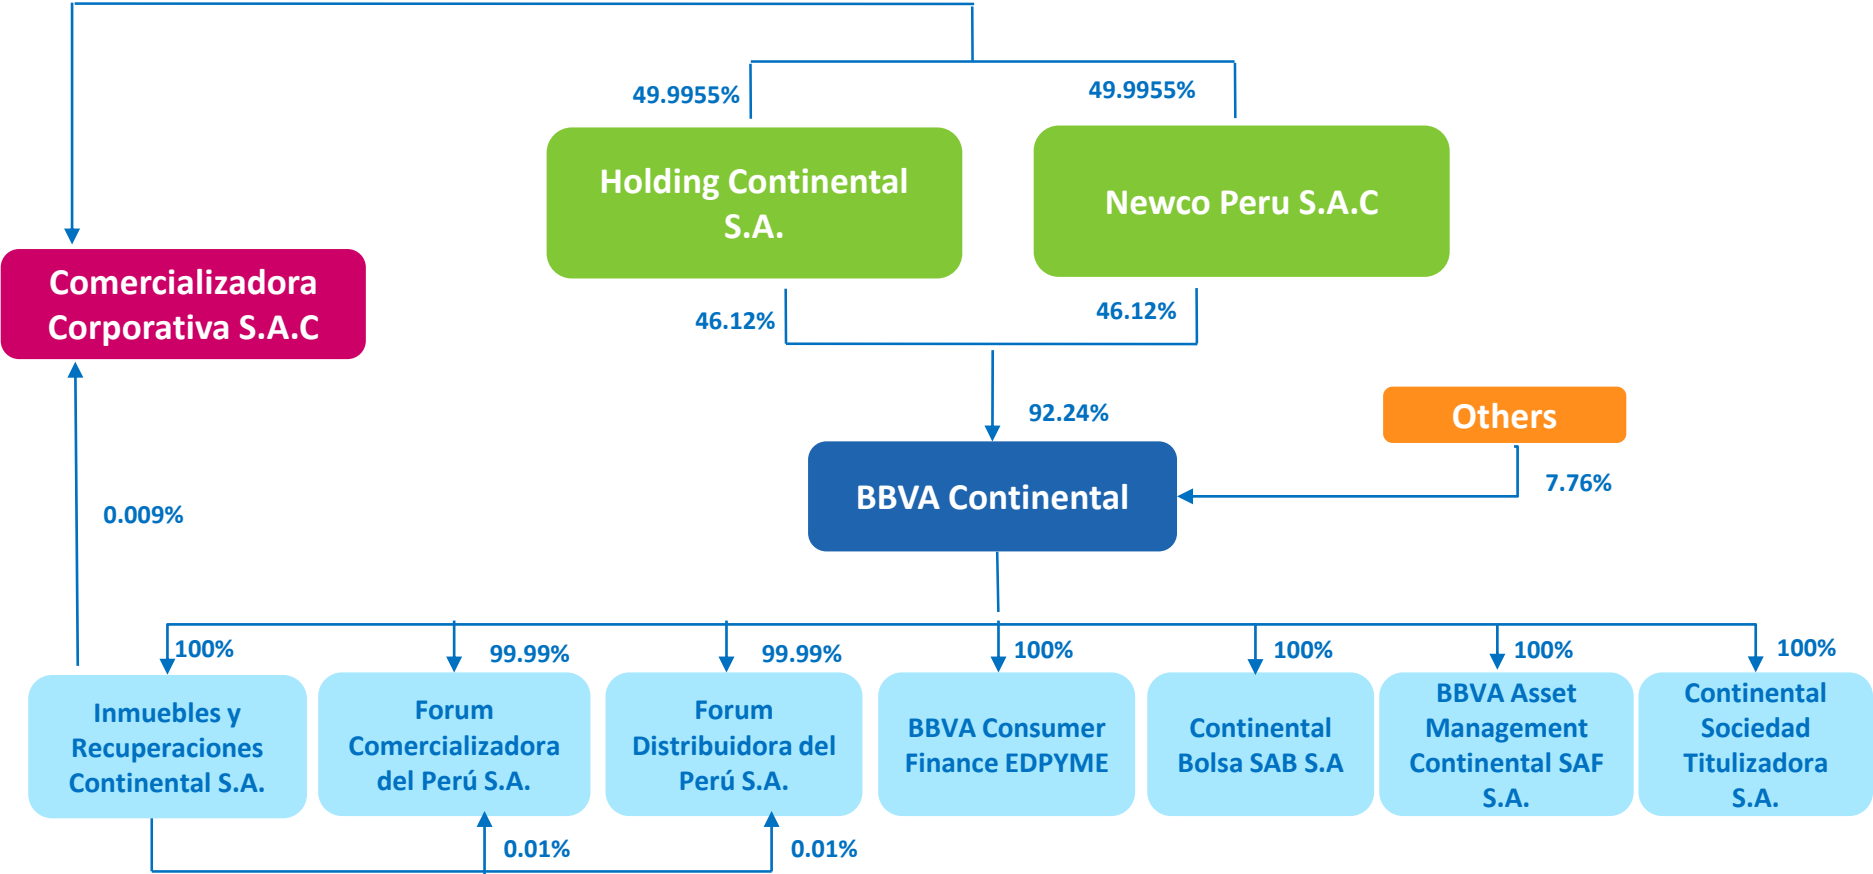 49.9955%
49.9955%
Holding Continental
S.A.
Newco Peru S.A.C
Comercializadora
Corporativa S.A.C
46.12%
46.12%
92.24%
Others
7.76%
BBVA Continental
0.009%
100%
99.99%
99.99%
100%
100%
100%
100%
Inmuebles y
Recuperaciones
Continental S.A.
Forum
Comercializadora
del Perú S.A.
Forum
Distribuidora del
Perú S.A.
BBVA Consumer
Finance EDPYME
Continental
Bolsa SAB S.A
BBVA Asset
Management
Continental SAF
S.A.
Continental
Sociedad
Titulizadora
S.A.
0.01%
0.01%